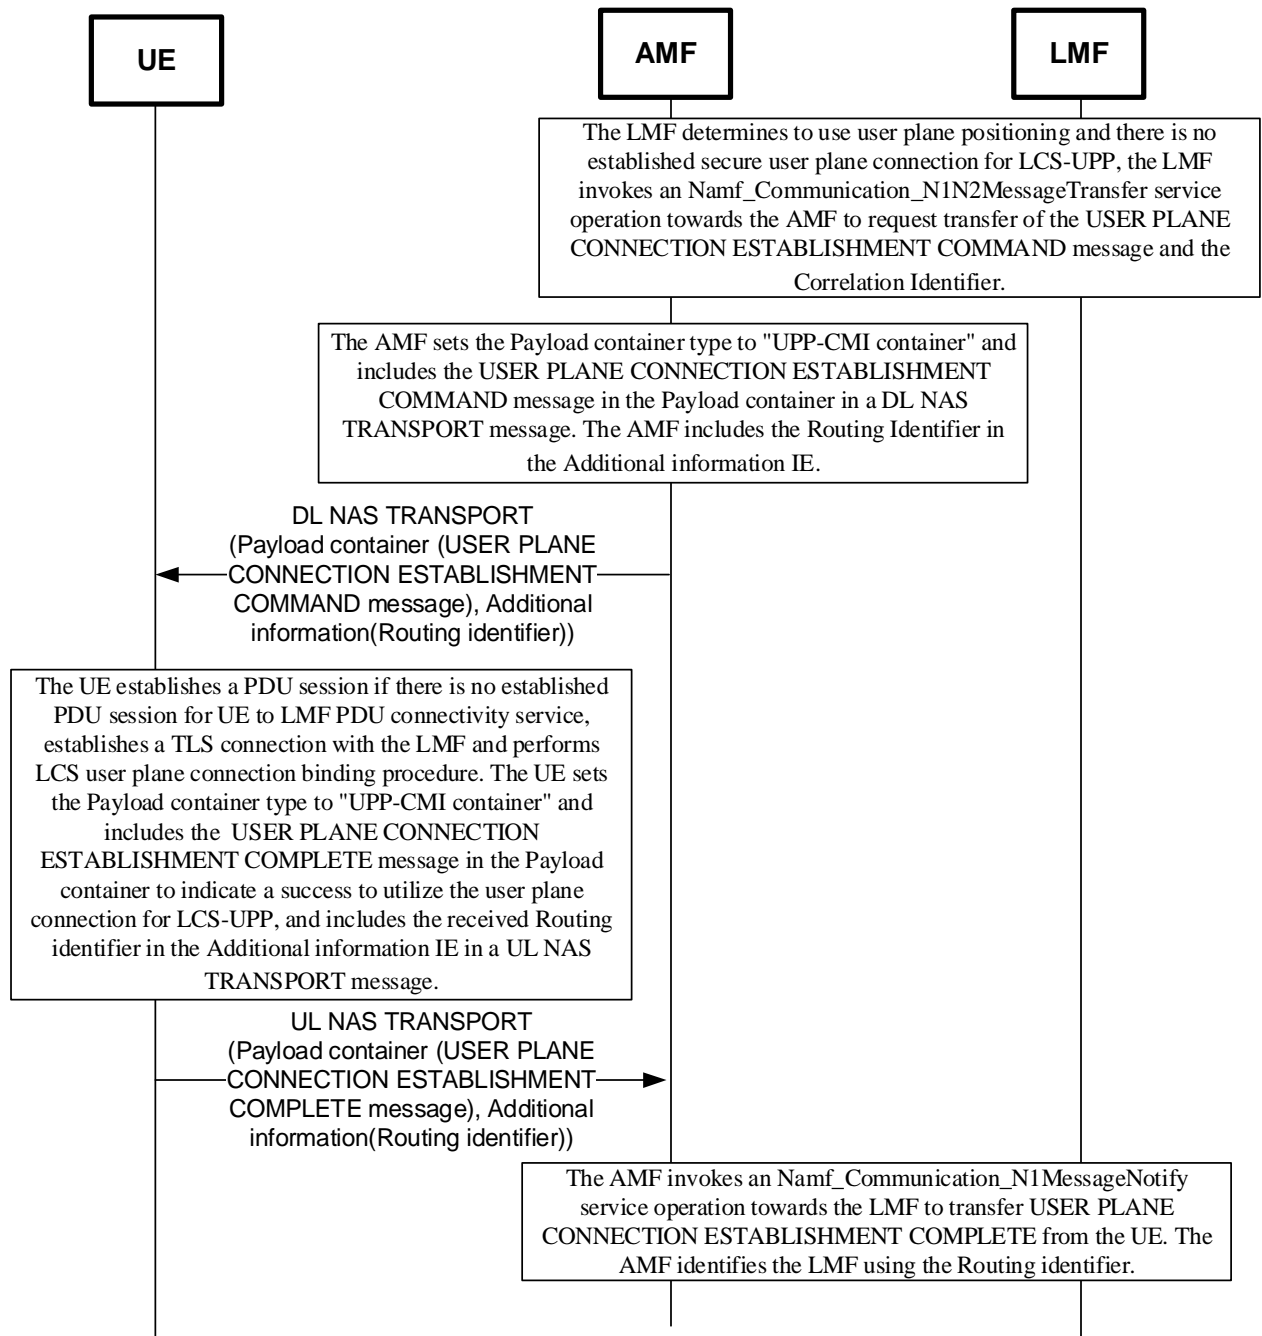 UE
AMF
LMF
The LMF determines to use user plane positioning and there is no
established secure user plane connection for LCS-UPP, the LMF
invokes an Namf_Communication_N1N2MessageTransfer service
operation towards the AMF to request transfer of the USER PLANE
CONNECTION ESTABLISHMENT COMMAND message and the
Correlation Identifier.
The AMF sets the Payload container type to "UPP-CMI container" and
includes the USER PLANE CONNECTION ESTABLISHMENT
COMMAND message in the Payload container in a DL NAS
TRANSPORT message. The AMF includes the Routing Identifier in
the Additional information IE.
DL NAS TRANSPORT
(Payload container (USER PLANE
CONNECTION ESTABLISHMENT
COMMAND message), Additional
information(Routing identifier))
The UE establishes a PDU session if there is no established
PDU session for UE to LMF PDU connectivity service,
establishes a TLS connection with the LMF and performs
LCS user plane connection binding procedure. The UE sets
the Payload container type to "UPP-CMI container" and
includes the USER PLANE CONNECTION
ESTABLISHMENT COMPLETE message in the Payload
container to indicate a success to utilize the user plane
connection for LCS-UPP, and includes the received Routing
identifier in the Additional information IE in a UL NAS
TRANSPORT message.
UL NAS TRANSPORT
(Payload container (USER PLANE
CONNECTION ESTABLISHMENT
COMPLETE message), Additional
information(Routing identifier))
The AMF invokes an Namf_Communication_N1MessageNotify
service operation towards the LMF to transfer USER PLANE
CONNECTION ESTABLISHMENT COMPLETE from the UE. The
AMF identifies the LMF using the Routing identifier.